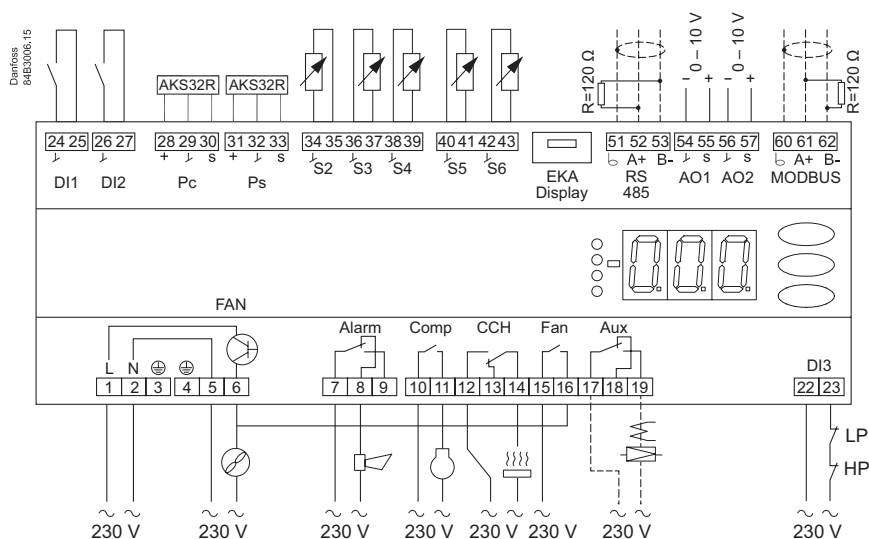 Danfoss
84B3006.15
AKS32R AKS32R
R=120 Ω
0 – 10 V
0 – 10 V
R=120 Ω
– + – +
24 25 26 27 28 29 30 31 32 33 34 35 36 37 38 39 40 41 42 43 51 52 53 54 55 56 57 60 61 62
+ s + s A+ B- s s A+ B-
S2 S3 S4 S5 S6
DI1 DI2 Pc Ps EKA RS AO1 AO2 MODBUS
Display 485
FAN
Alarm Comp CCH Fan Aux
L N DI3
1 2 3 4 5 6 7 8 9 10 11 12 13 14 15 16 17 18 19 22 23
LP
HP
230 V 230 V 230 V 230 V 230 V 230 V 230 V 230 V